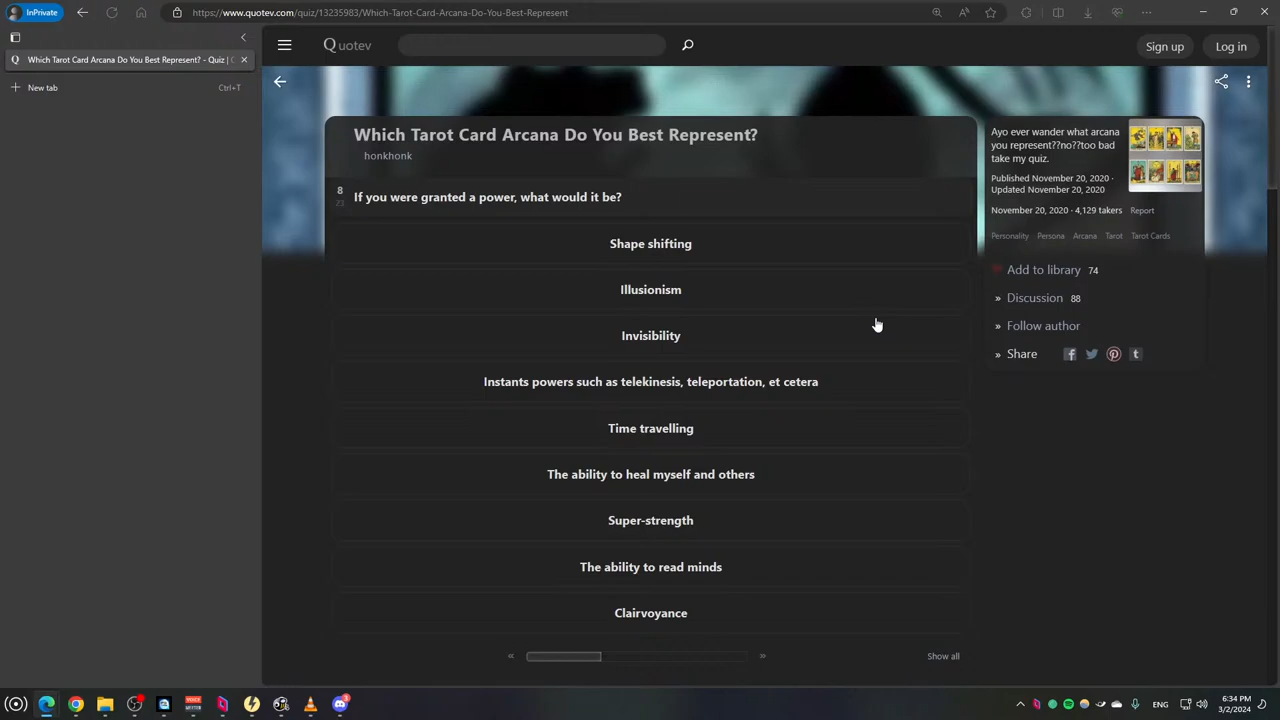 InPrivate
https://www.quotev.com/quiz/13235983/Which-Tarot-Card-Arcana-Do-You-Best-Represent
Which Tarot Card Arcana Do You Best Represent? - Quiz |
New tab
Ctrl+T
Quotev
Sign up
Log in
Which Tarot Card Arcana Do You Best Represent?
honkhonk
8
23
If you were granted a power, what would it be?
Shape shifting
Illusionism
Invisibility
Instants powers such as telekinesis, teleportation, et cetera
Time travelling
The ability to heal myself and others
Super-strength
The ability to read minds
Clairvoyance
«
»
Show all
Ayo ever wander what arcana
you represent??no??too bad
take my quiz.
Published November 20, 2020 ·
Updated November 20, 2020
November 20, 2020 · 4,129 takers Report
Personality Persona Arcana Tarot Tarot Cards
Add to library 74
» Discussion 88
» Follow author
» Share
ENG
6:34 PM
3/2/2024